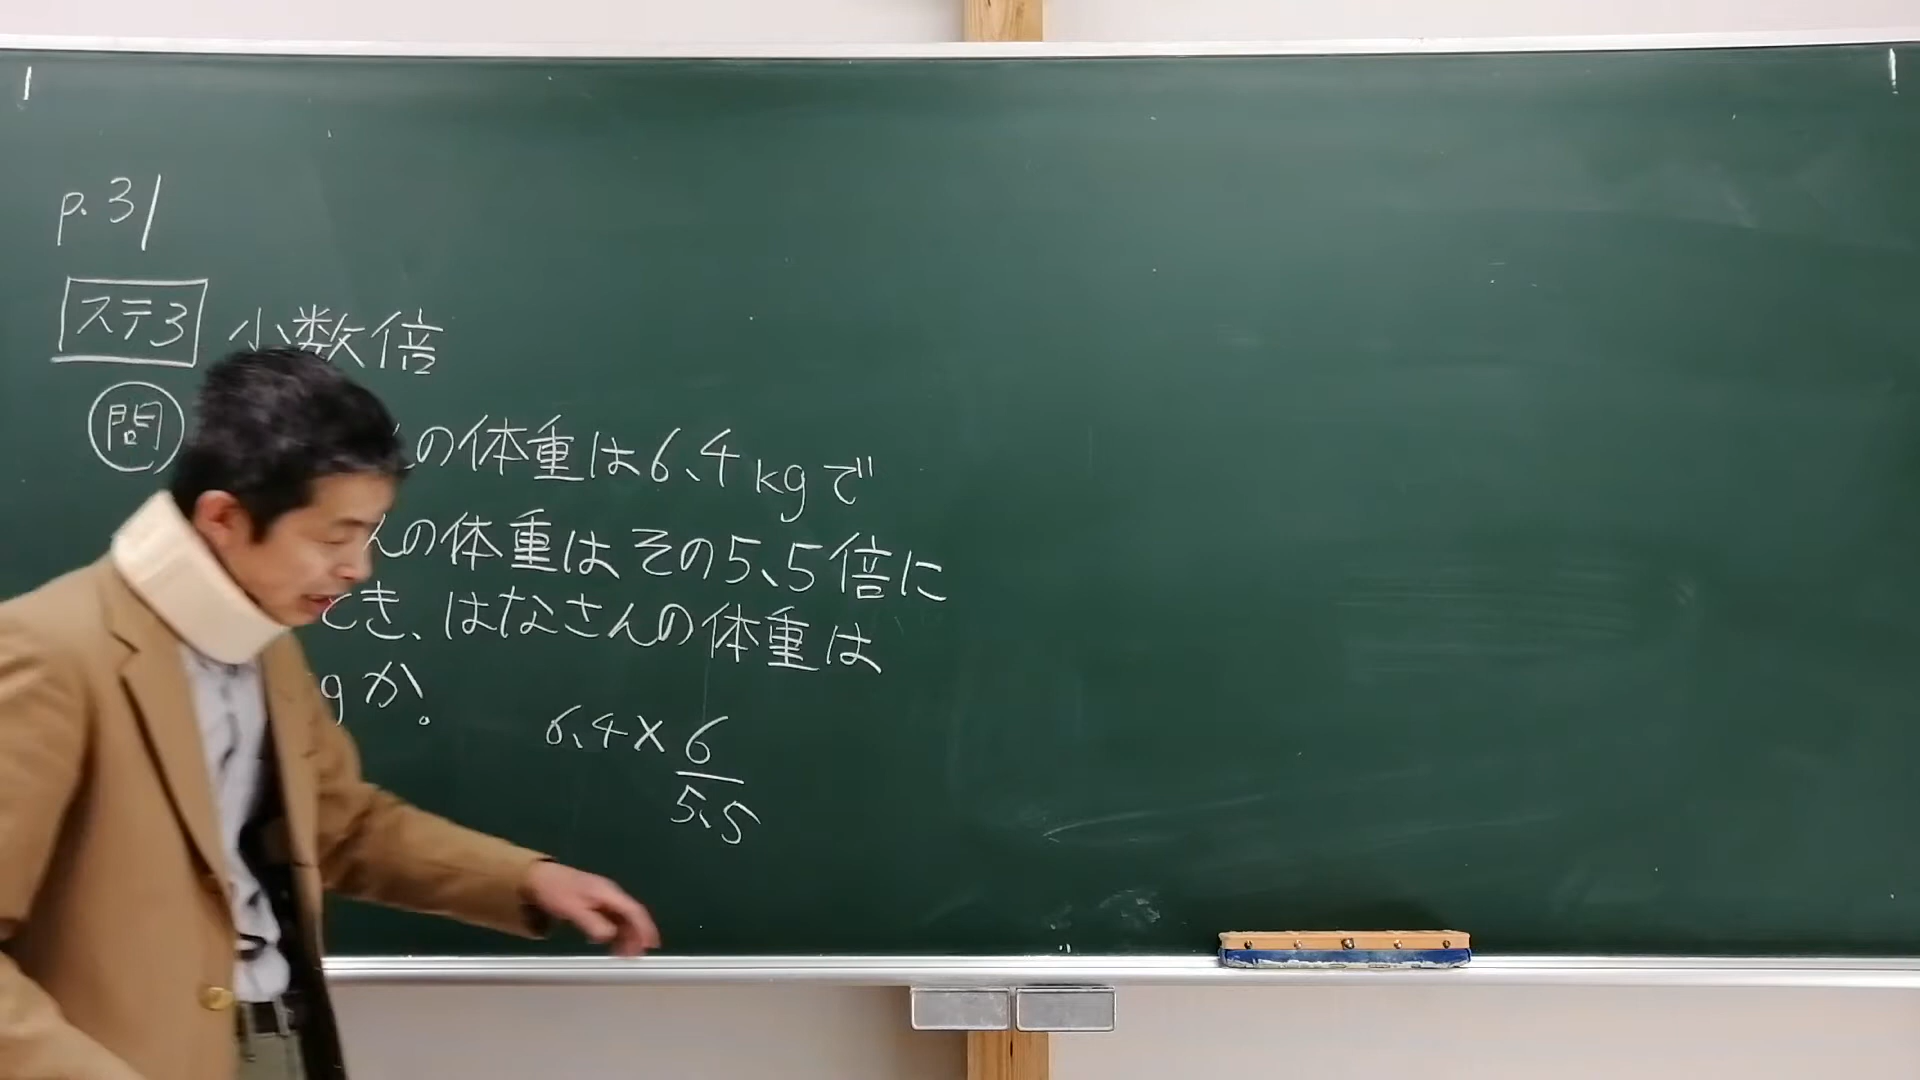 p.31
ステ3 小数倍
問 の体重は6.4kgで
んの体重はその5.5倍に
とき、はなさんの体重は
gか。
6.4×6
5.5